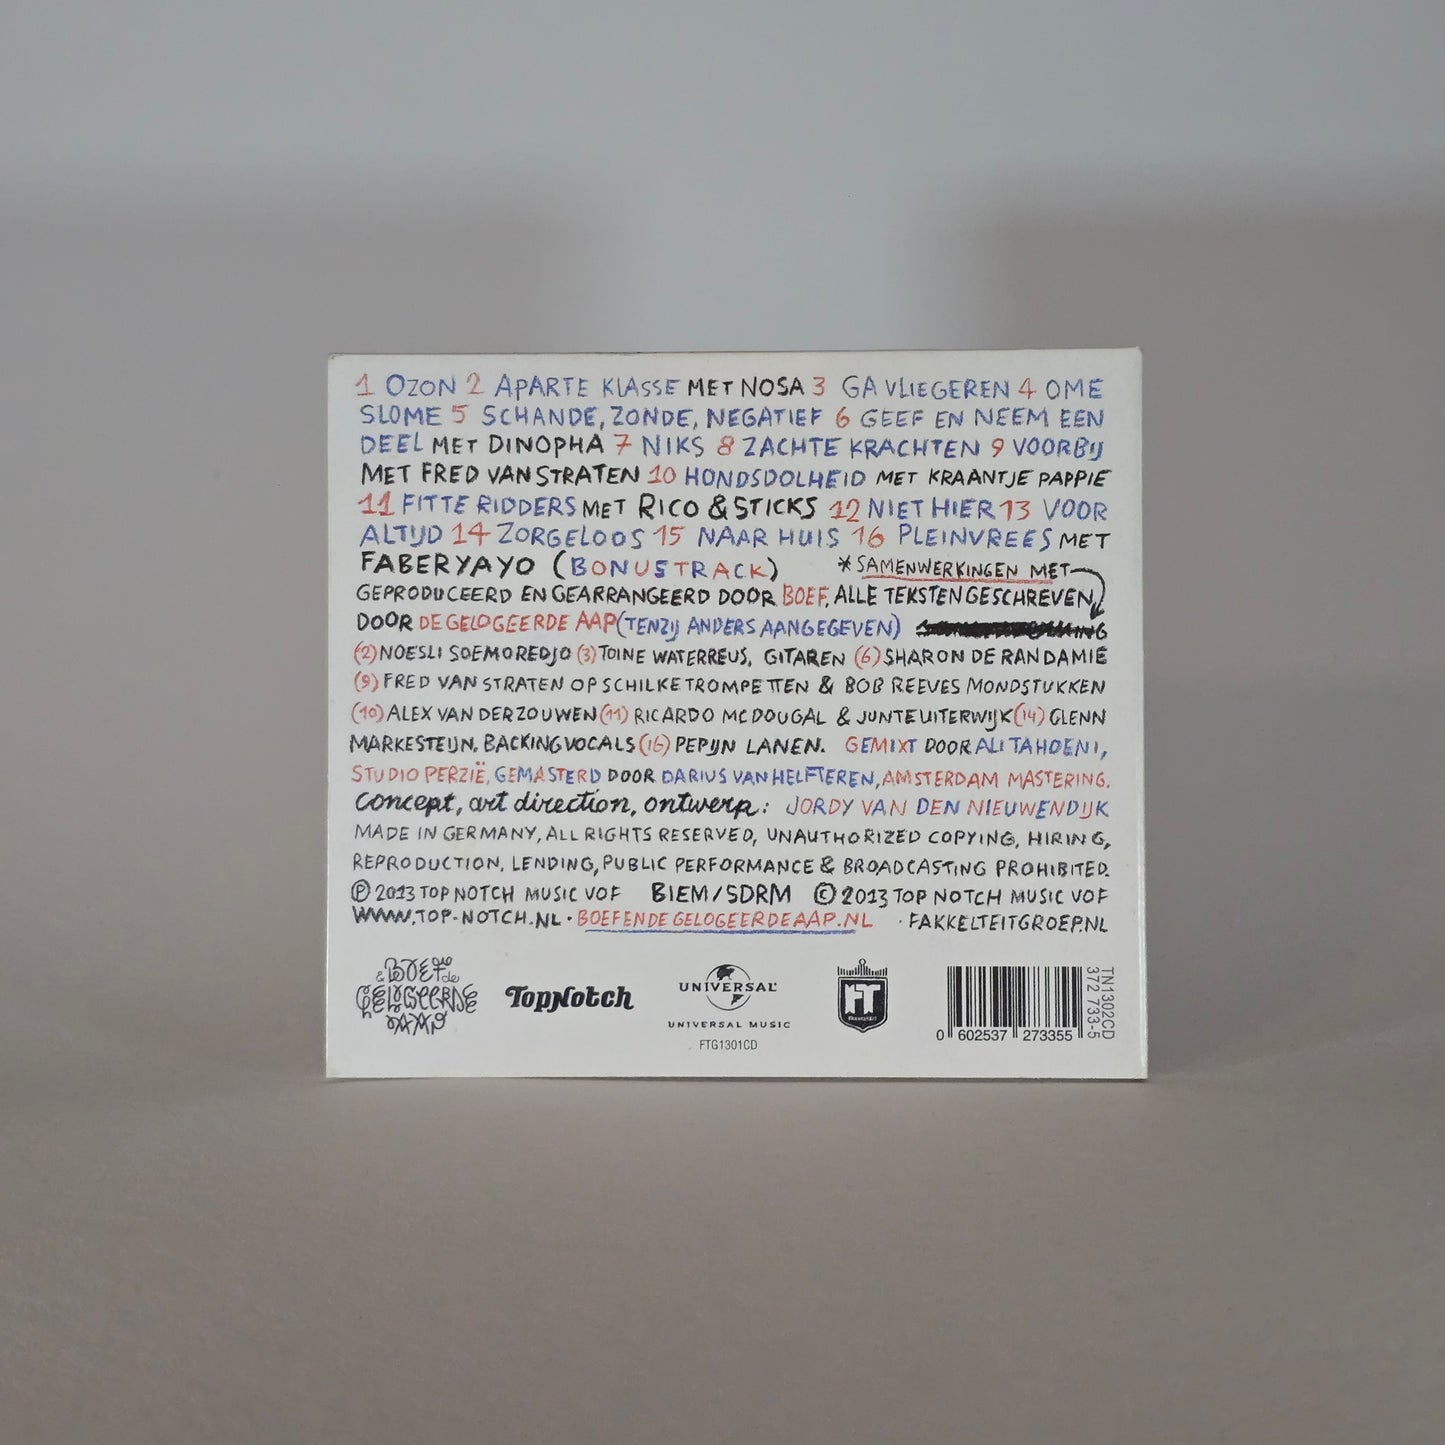 1 OZON 2 APARTE KLASSE MET NOSA 3 GA VLIEGEREN 4 OME
SLOME 5 SCHANDE, ZONDE, NEGATIEF 6 GEEF EN NEEM EEN
DEEL MET DINOPHA 7 NIKS 8 ZACHTE KRACHTEN 9 VOORBIJ
MET FRED VAN STRATEN 10 HONDSDOLHEID MET KRAANTJE PAPPIE
11 FITTE RIDDERS MET RICO & STICKS 12 NIET HIER 13 VOOR
ALTIJD 14 ZORGELOOS 15 NAAR HUIS 16 PLEINVREES MET
FABERYAYO (BONUSTRACK) *SAMENWERKINGEN MET
GEPRODUCEERD EN GEARRANGEERD DOOR BOEF, ALLE TEKSTEN GESCHREVEN
DOOR DE GELOGEERDE AAP (TENZIJ ANDERS AANGEGEVEN)
(2) NOESLI SOEMOREDJO (3) TOINE WATERREUS, GITAREN (6) SHARON DE RANDAMIE
(9) FRED VAN STRATEN OP SCHILKE TROMPETTEN & BOB REEVES MONDSTUKKEN
(10) ALEX VAN DER ZOUWEN (11) RICARDO MCDOUGAL & JUNTE UITERWIJK (14) GLENN
MARKESTEIJN, BACKING VOCALS (16) PEPIJN LANEN. GEMIXT DOOR ALI TAHOENI,
STUDIO PERZIË, GEMASTERD DOOR DARIUS VAN HELFTEREN, AMSTERDAM MASTERING.
concept, art direction, ontwerp: JORDY VAN DEN NIEUWENDIJK
MADE IN GERMANY, ALL RIGHTS RESERVED, UNAUTHORIZED COPYING, HIRING,
REPRODUCTION, LENDING, PUBLIC PERFORMANCE & BROADCASTING PROHIBITED.
℗ 2013 TOP NOTCH MUSIC VOF BIEM/SDRM © 2013 TOP NOTCH MUSIC VOF
WWW.TOP-NOTCH.NL · BOEFENDEGELOGEERDEAAP.NL · FAKKELTEITGROEP.NL
BOEF & de
GELOGEERDE
AAP
TopNotch
UNIVERSAL
UNIVERSAL MUSIC
FTG1301CD
FT
0 602537 273355
TN1302CD
372 733-5